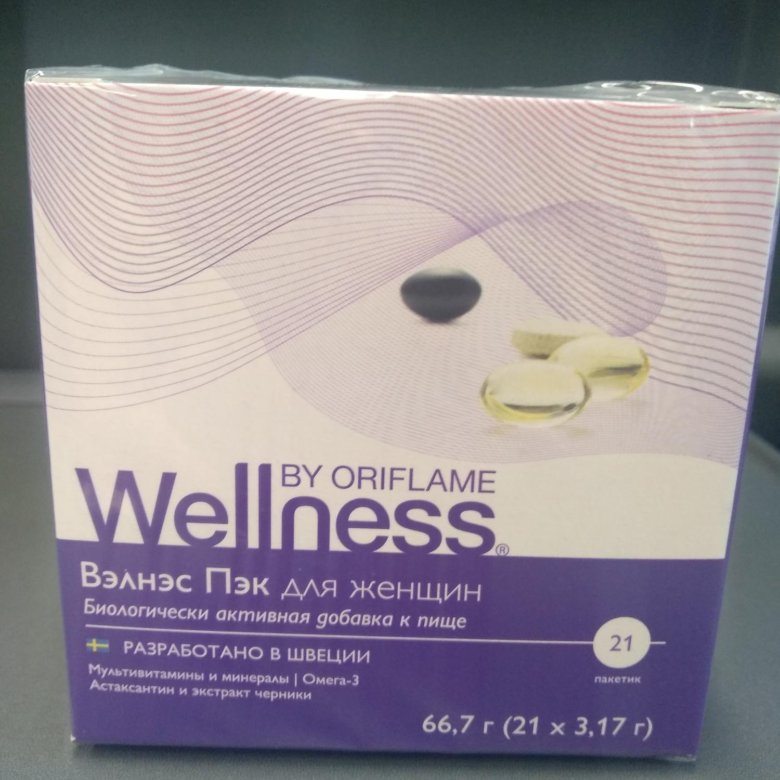 BY ORIFLAME
Wellness®
Вэлнэс Пэк для женщин
Биологически активная добавка к пище
РАЗРАБОТАНО В ШВЕЦИИ
21
пакетик
Мультивитамины и минералы | Омега-3
Астаксантин и экстракт черники
66,7 г (21 x 3,17 г)